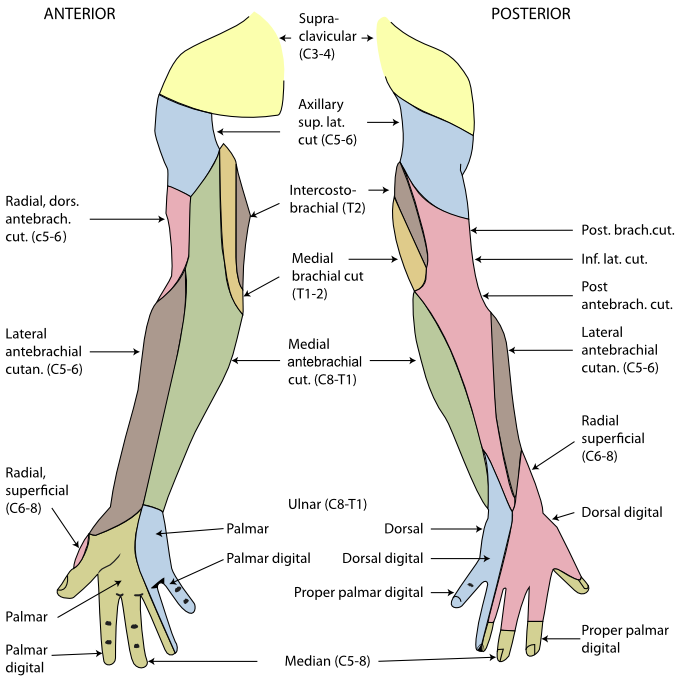 ANTERIOR
POSTERIOR
Supra-
clavicular
(C3-4)
Axillary
sup. lat.
cut (C5-6)
Radial, dors.
antebrach.
cut. (c5-6)
Intercosto-
brachial (T2)
Post. brach.cut.
Inf. lat. cut.
Medial
brachial cut
(T1-2)
Post
antebrach. cut.
Lateral
antebrachial
cutan. (C5-6)
Medial
antebrachial
cut. (C8-T1)
Lateral
antebrachial
cutan. (C5-6)
Radial
superficial
(C6-8)
Radial,
superficial
(C6-8)
Ulnar (C8-T1)
Palmar
Dorsal
Dorsal digital
Palmar digital
Dorsal digital
Proper palmar digital
Palmar
Palmar
digital
Median (C5-8)
Proper palmar
digital